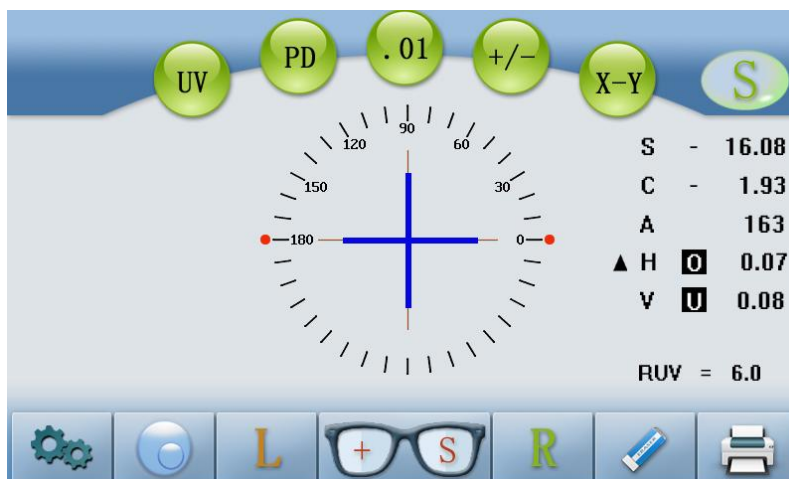 UV PD .01 +/- X-Y S
90
120 60
150 30
180 0
S - 16.08
C - 1.93
A 163
▲ H O 0.07
V U 0.08
RUV = 6.0
L + S R